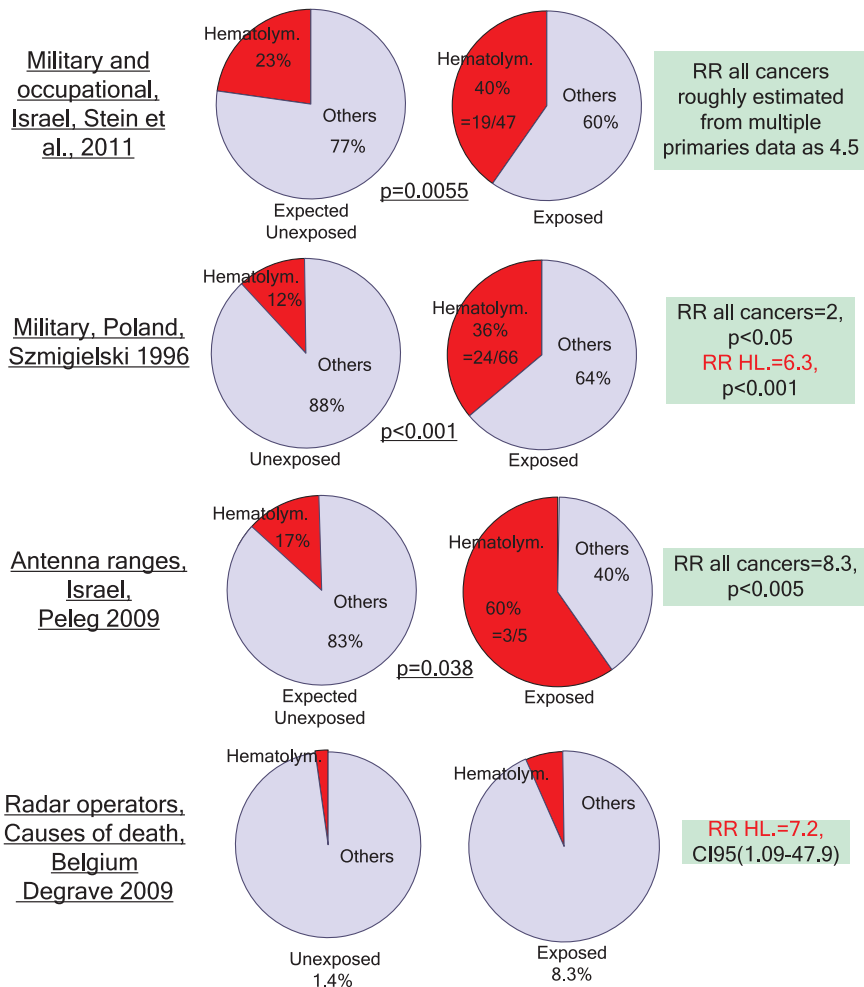 Military and
occupational,
Israel, Stein et
al., 2011
Hematolym.
23%
Others
77%
Expected
Unexposed
p=0.0055
Hematolym.
40%
=19/47
Others
60%
Exposed
RR all cancers
roughly estimated
from multiple
primaries data as 4.5
Military, Poland,
Szmigielski 1996
Hematolym.
12%
Others
88%
Unexposed
p<0.001
Hematolym.
36%
=24/66
Others
64%
Exposed
RR all cancers=2,
p<0.05
RR HL.=6.3,
p<0.001
Antenna ranges,
Israel,
Peleg 2009
Hematolym.
17%
Others
83%
Expected
Unexposed
p=0.038
Hematolym.
60%
=3/5
Others
40%
Exposed
RR all cancers=8.3,
p<0.005
Radar operators,
Causes of death,
Belgium
Degrave 2009
Hematolym.
Others
Unexposed
1.4%
Hematolym.
Others
Exposed
8.3%
RR HL.=7.2,
CI95(1.09-47.9)